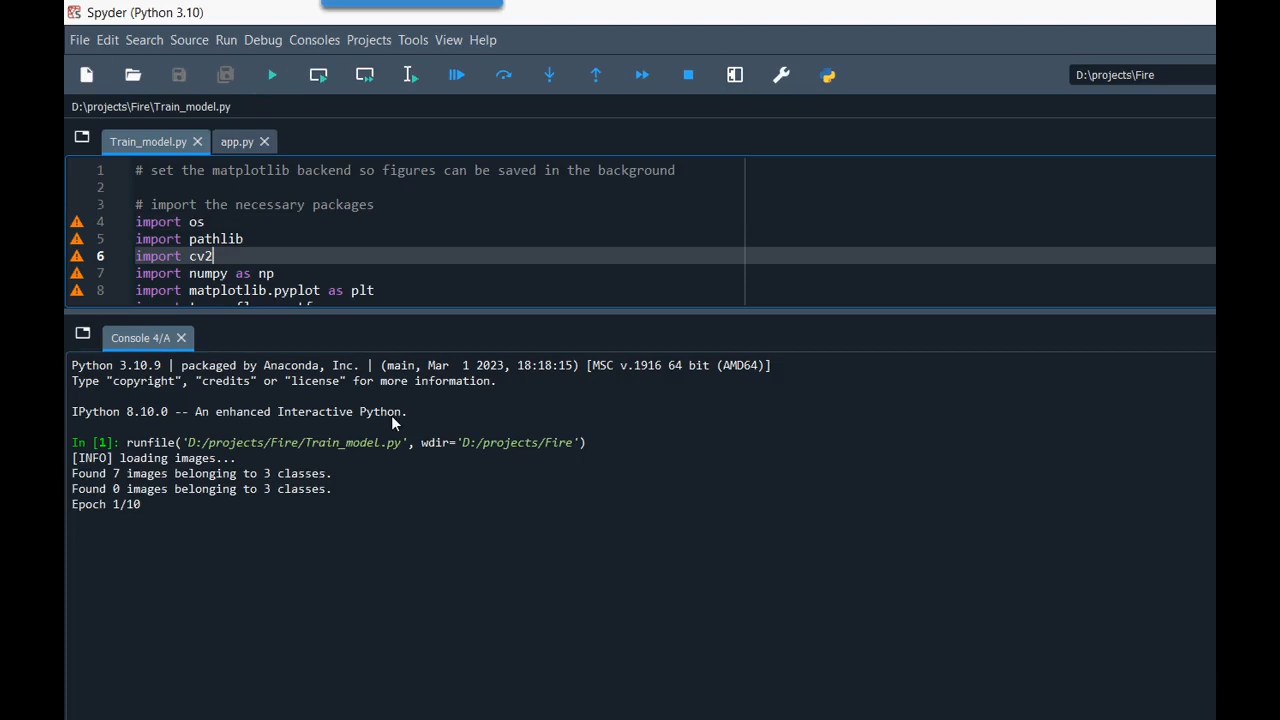 Spyder (Python 3.10)
File Edit Search Source Run Debug Consoles Projects Tools View Help
D:\projects\Fire
D:\projects\Fire\Train_model.py
Train_model.py app.py
1 # set the matplotlib backend so figures can be saved in the background
2
3 # import the necessary packages
4 import os
5 import pathlib
6 import cv2
7 import numpy as np
8 import matplotlib.pyplot as plt
Console 4/A
Python 3.10.9 | packaged by Anaconda, Inc. | (main, Mar  1 2023, 18:18:15) [MSC v.1916 64 bit (AMD64)]
Type "copyright", "credits" or "license" for more information.
IPython 8.10.0 -- An enhanced Interactive Python.
In [1]: runfile('D:/projects/Fire/Train_model.py', wdir='D:/projects/Fire')
[INFO] loading images...
Found 7 images belonging to 3 classes.
Found 0 images belonging to 3 classes.
Epoch 1/10